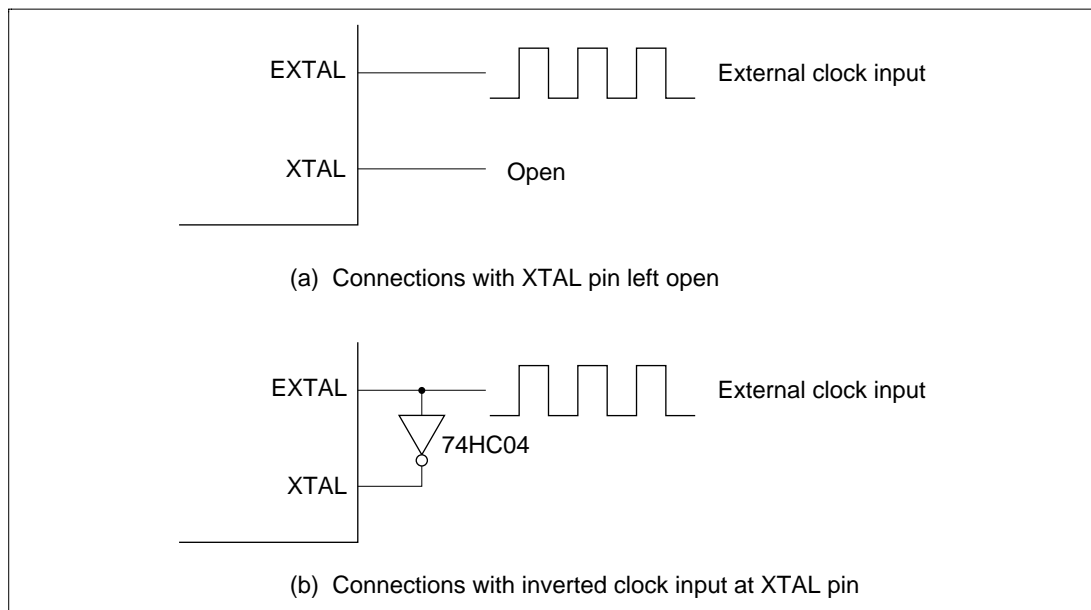 EXTAL
External clock input
XTAL
Open
(a) Connections with XTAL pin left open
EXTAL
External clock input
74HC04
XTAL
(b) Connections with inverted clock input at XTAL pin